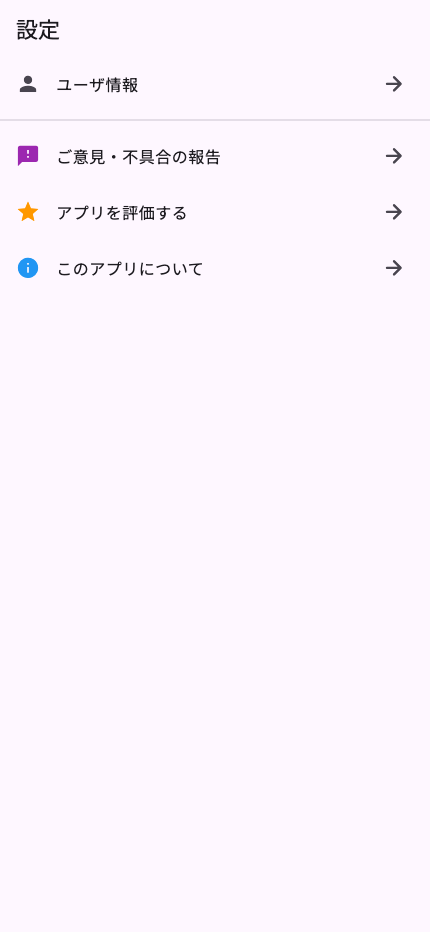 設定
ユーザ情報
ご意見・不具合の報告
アプリを評価する
このアプリについて